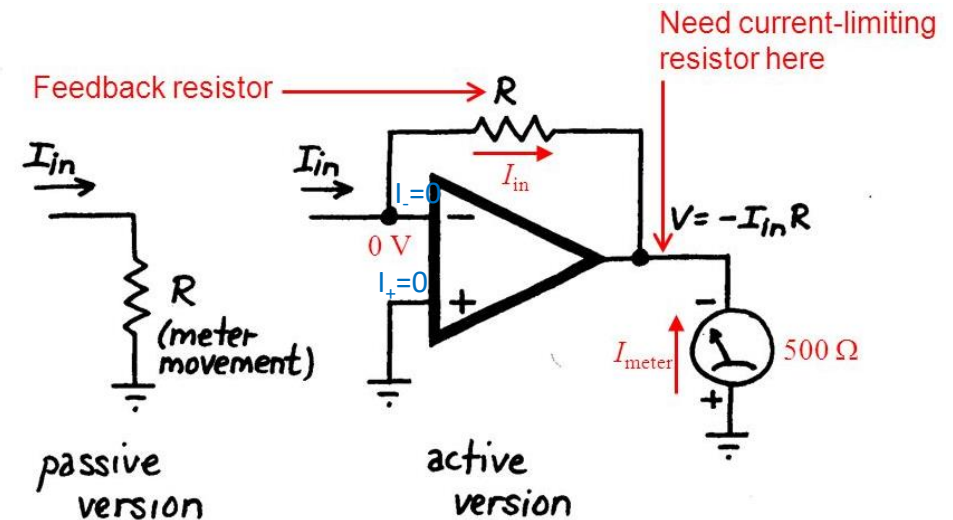 Need current-limiting
resistor here
Feedback resistor
R
Iin
Iin
Iin
I-=0
V=-IinR
0 V
I+=0
R
(meter
movement)
−
+
−
Imeter
500 Ω
+
passive
version
active
version